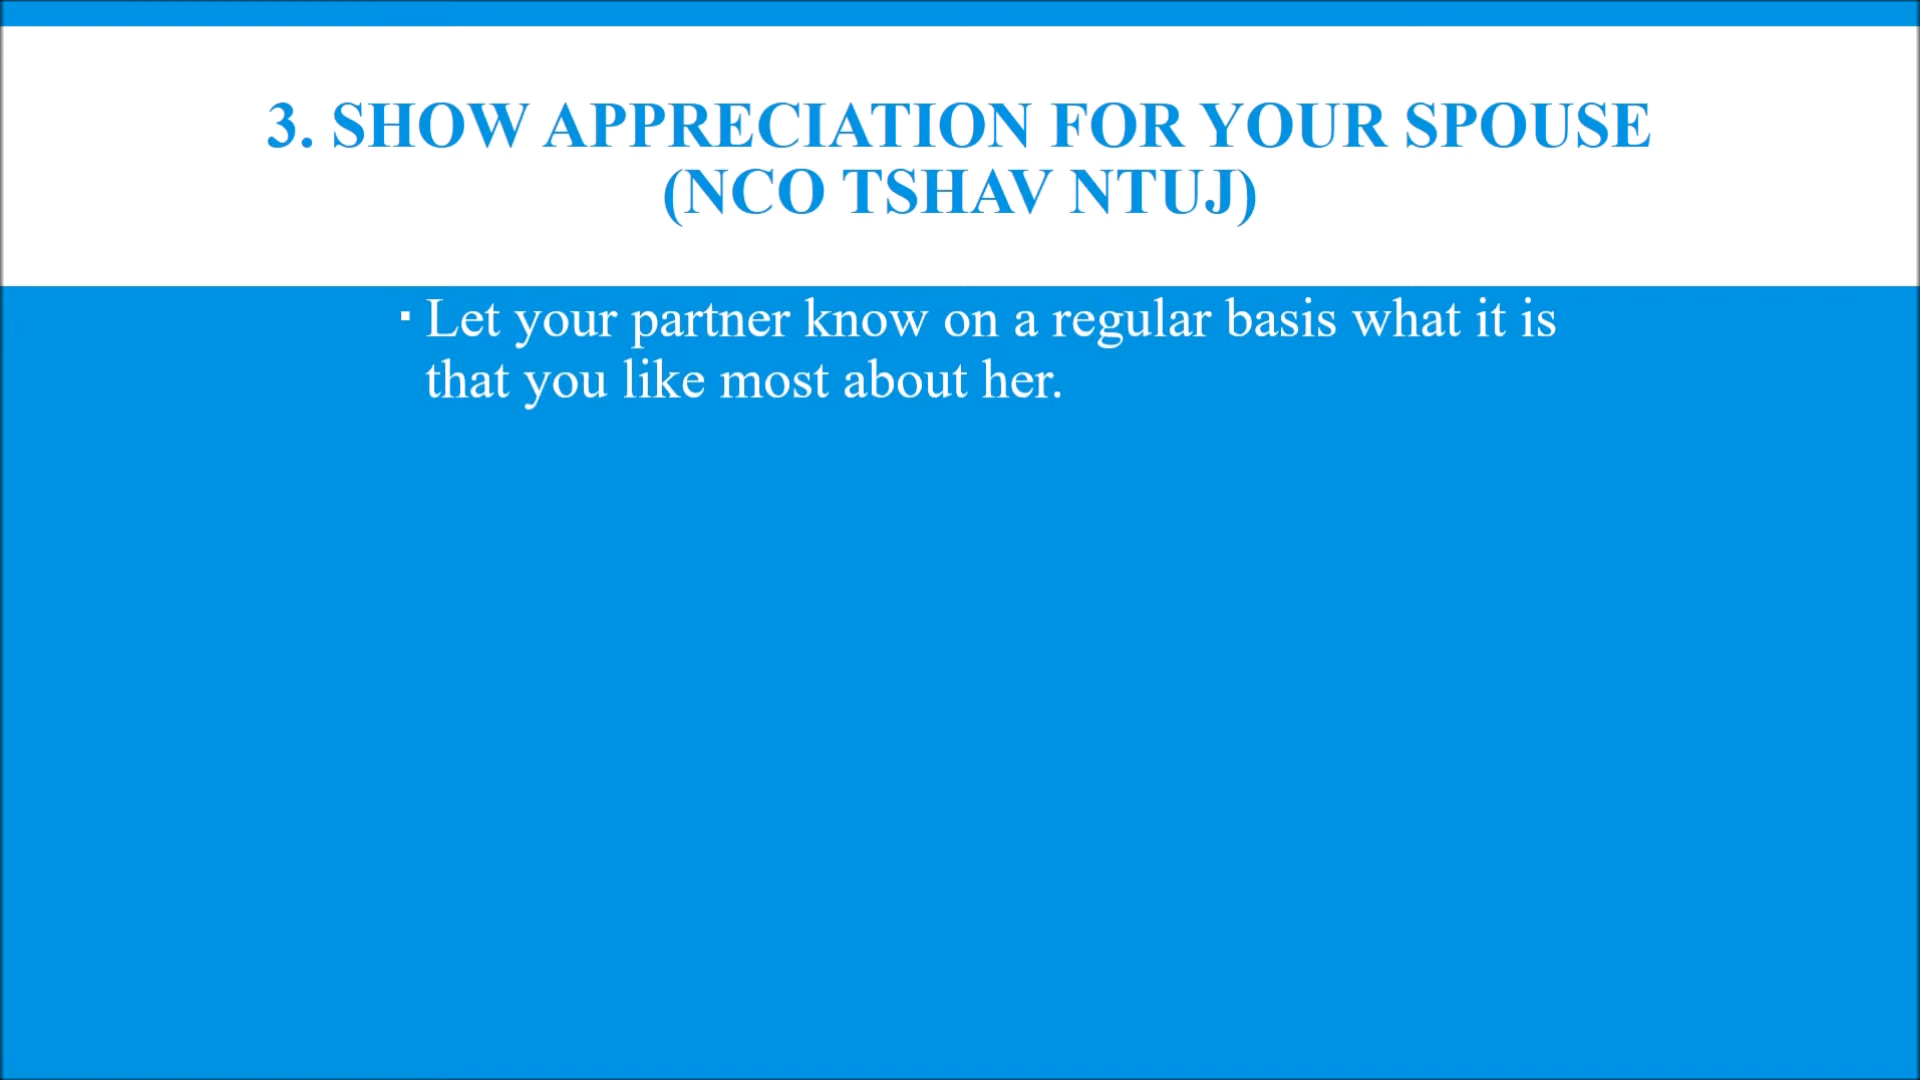 3. SHOW APPRECIATION FOR YOUR SPOUSE
(NCO TSHAV NTUJ)
▪ Let your partner know on a regular basis what it is
that you like most about her.